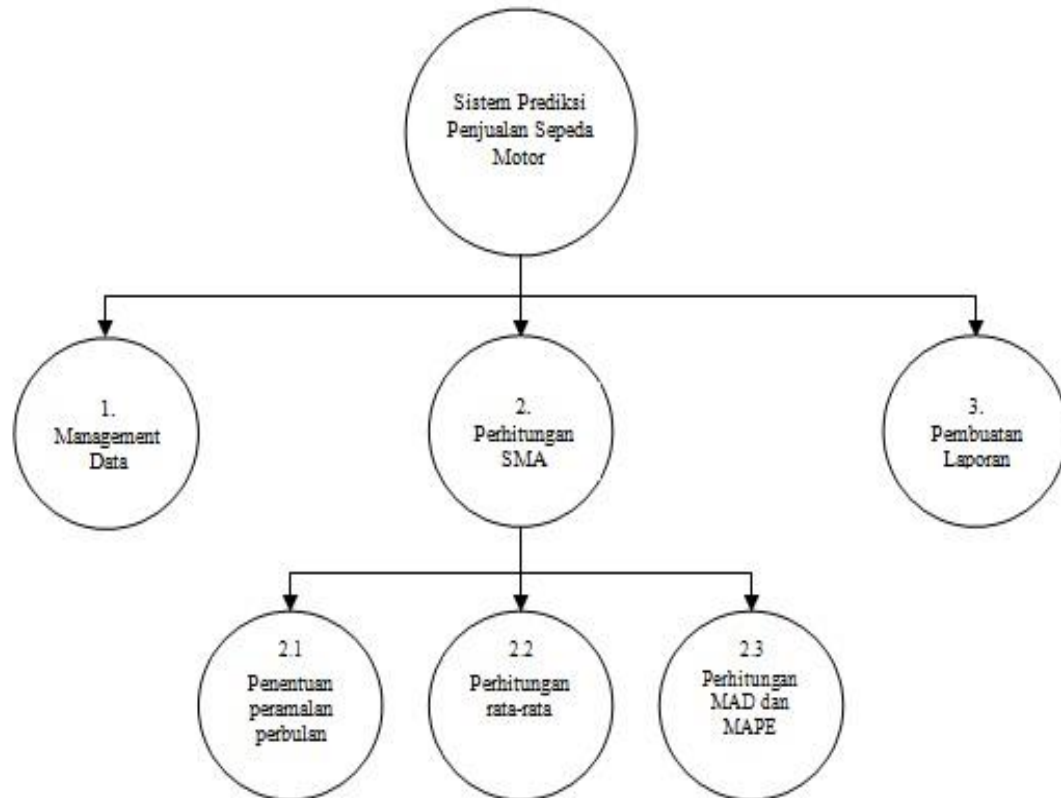 Sistem Prediksi
Penjualan Sepeda
Motor
1.
Management
Data
2.
Perhitungan
SMA
3.
Pembuatan
Laporan
2.1
Penentuan
peramalan
perbulan
2.2
Perhitungan
rata-rata
2.3
Perhitungan
MAD dan
MAPE